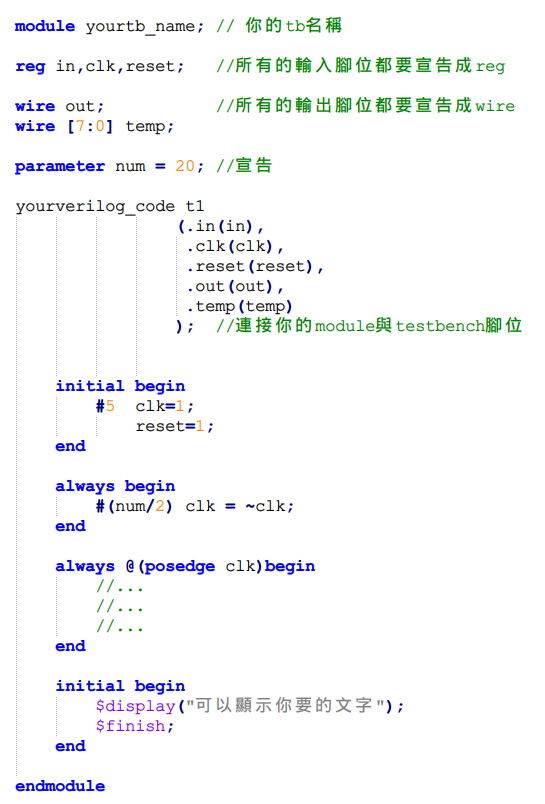 module yourtb_name; // 你的tb名稱
reg in,clk,reset; //所有的輸入腳位都要宣告成reg
wire out; //所有的輸出腳位都要宣告成wire
wire [7:0] temp;
parameter num = 20; //宣告
yourverilog_code t1
(.in(in),
.clk(clk),
.reset(reset),
.out(out),
.temp(temp)
); //連接你的module與testbench腳位
initial begin
#5 clk=1;
reset=1;
end
always begin
#(num/2) clk = ~clk;
end
always @(posedge clk)begin
//...
//...
//...
end
initial begin
$display("可以顯示你要的文字");
$finish;
end
endmodule